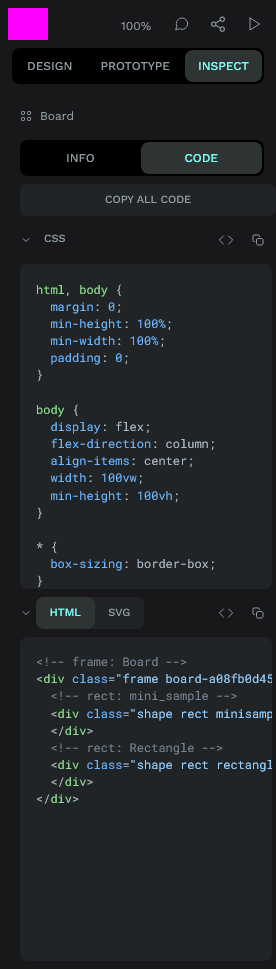 100%
DESIGN PROTOTYPE INSPECT
Board
INFO CODE
COPY ALL CODE
CSS
html, body {
  margin: 0;
  min-height: 100%;
  min-width: 100%;
  padding: 0;
}

body {
  display: flex;
  flex-direction: column;
  align-items: center;
  width: 100vw;
  min-height: 100vh;
}

* {
  box-sizing: border-box;
}
HTML SVG
<!-- frame: Board -->
<div class="frame board-a08fb0d45
  <!-- rect: mini_sample -->
  <div class="shape rect minisamp
  </div>
  <!-- rect: Rectangle -->
  <div class="shape rect rectangl
  </div>
</div>